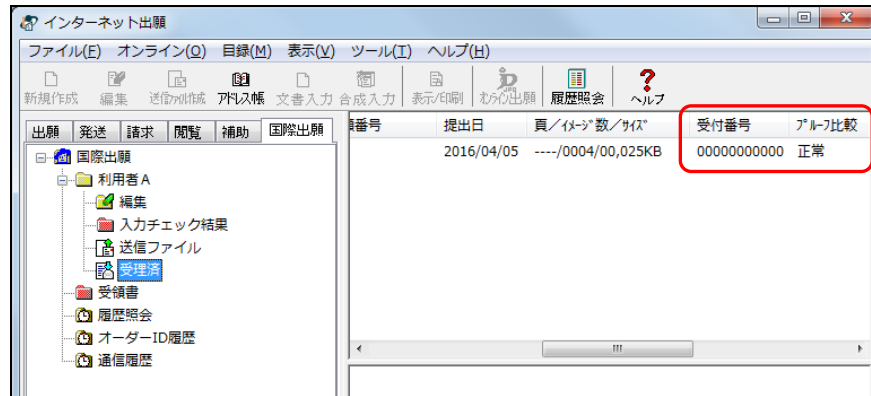 インターネット出願
ファイル(F) オンライン(O) 目録(M) 表示(V) ツール(T) ヘルプ(H)
新規作成 編集 送信ﾌｧｲﾙ作成 ｱﾄﾞﾚｽ帳 文書入力 合成入力 表示/印刷 ｵﾝﾗｲﾝ出願 履歴照会 ヘルプ
出願 発送 請求 閲覧 補助 国際出願
番号 提出日 頁／ｲﾒｰｼﾞ数／ｻｲｽﾞ 受付番号 ﾌﾟﾙｰﾌ比較
2016/04/05 ----/0004/00,025KB 00000000000 正常
国際出願
利用者Ａ
編集
入力チェック結果
送信ファイル
受理済
受領書
履歴照会
オーダーID履歴
通信履歴